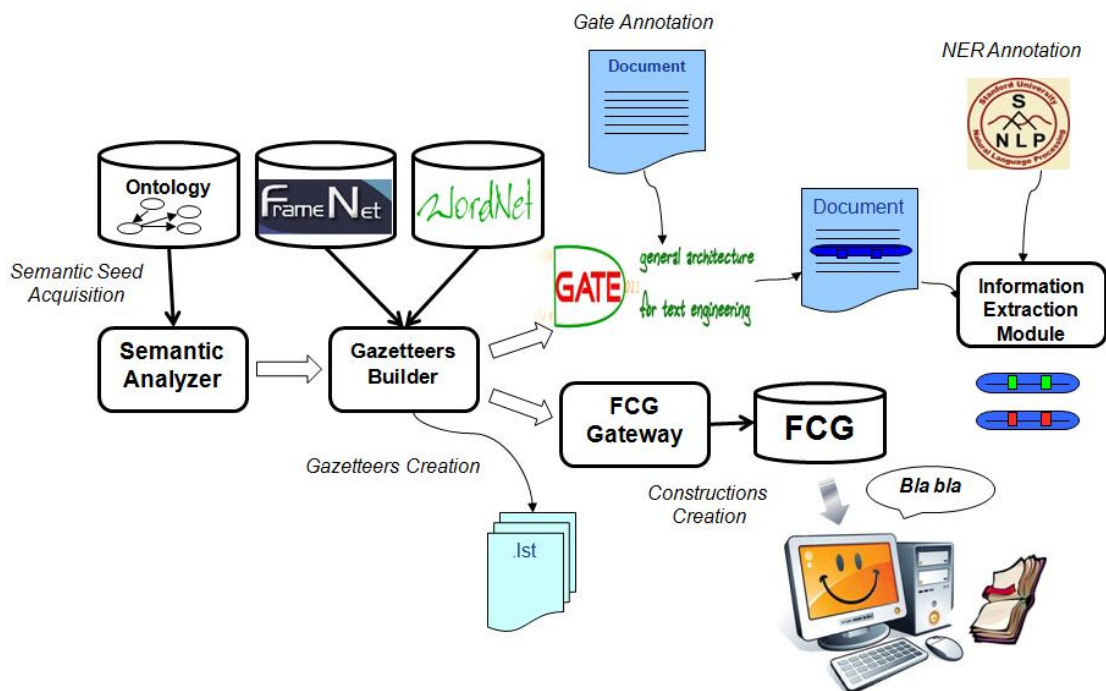 Gate Annotation
NER Annotation
Document
Stanford University
S
NLP
Natural Language Processing
Ontology
FrameNet
WordNet
Document
Semantic Seed
Acquisition
GATE
general architecture
for text engineering
Information
Extraction
Module
Semantic
Analyzer
Gazetteers
Builder
FCG
Gateway
FCG
Gazetteers Creation
Constructions
Creation
Bla bla
.lst